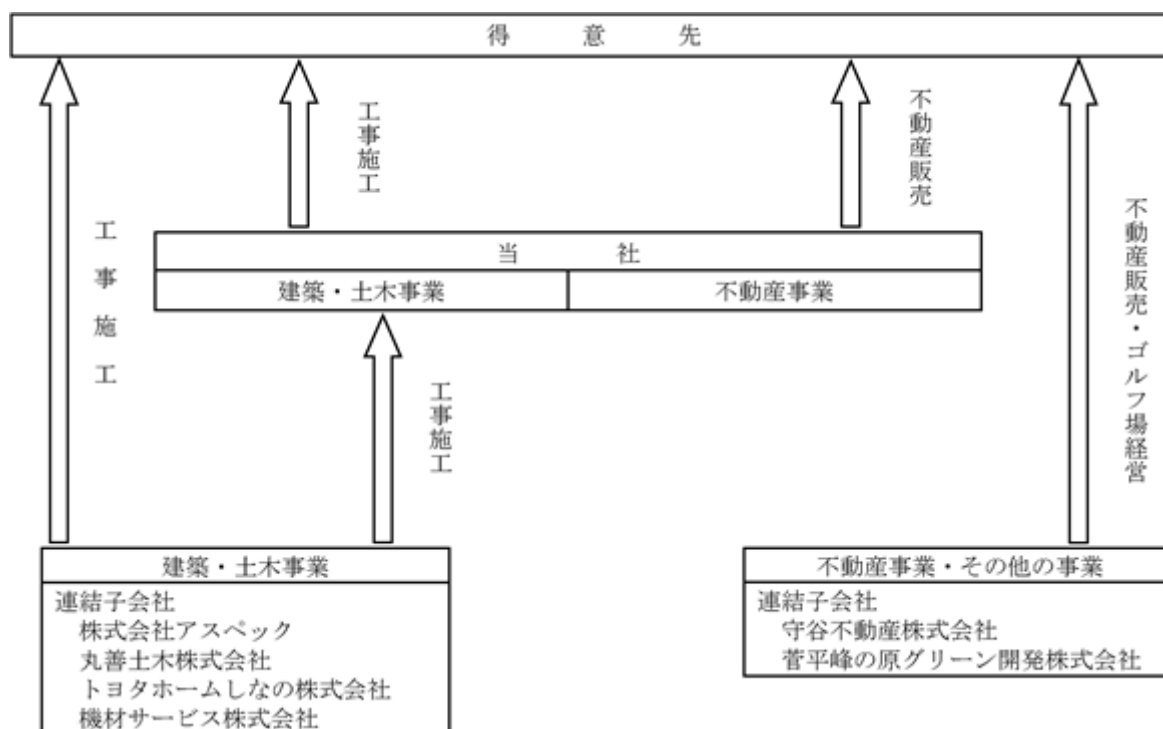 得意先
工事施工
不動産販売
工事施工
不動産販売・ゴルフ場経営
当社
建築・土木事業
不動産事業
工事施工
建築・土木事業
連結子会社
株式会社アスペック
丸善土木株式会社
トヨタホームしなの株式会社
機材サービス株式会社
不動産事業・その他の事業
連結子会社
守谷不動産株式会社
菅平峰の原グリーン開発株式会社